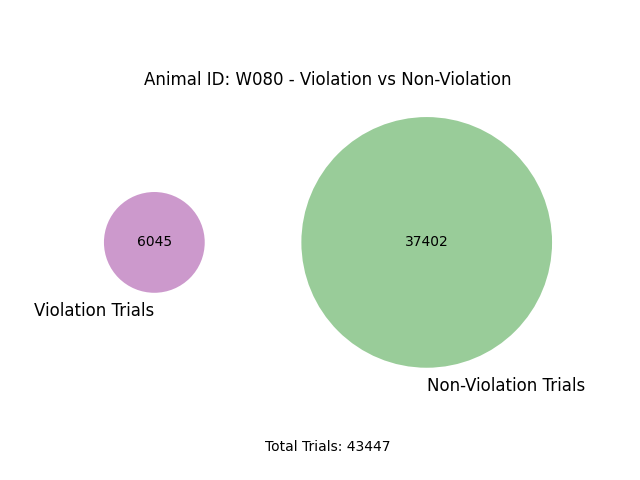 Animal ID: W080 - Violation vs Non-Violation
6045
37402
Violation Trials
Non-Violation Trials
Total Trials: 43447